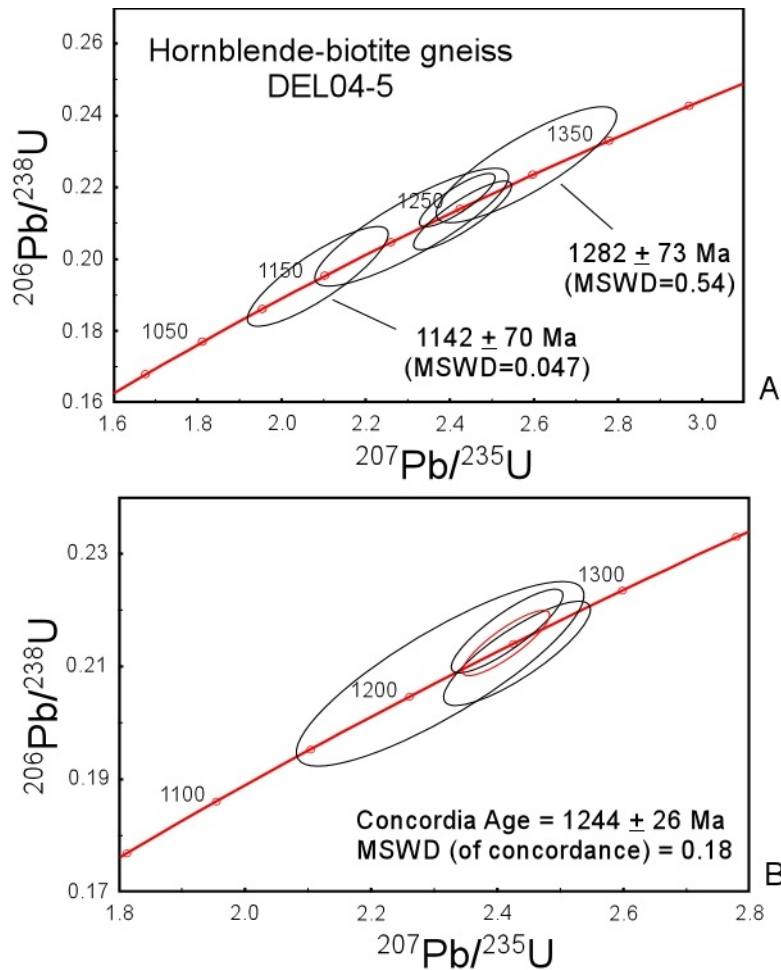 Hornblende-biotite gneiss
DEL04-5
0.26
0.24
0.22
0.20
0.18
0.16
²⁰⁶Pb/²³⁸U
1350
1250
1150
1050
1282 ± 73 Ma
(MSWD=0.54)
1142 ± 70 Ma
(MSWD=0.047)
A
1.6 1.8 2.0 2.2 2.4 2.6 2.8 3.0
²⁰⁷Pb/²³⁵U
0.23
0.21
0.19
0.17
²⁰⁶Pb/²³⁸U
1300
1200
1100
Concordia Age = 1244 ± 26 Ma
MSWD (of concordance) = 0.18
B
1.8 2.0 2.2 2.4 2.6 2.8
²⁰⁷Pb/²³⁵U